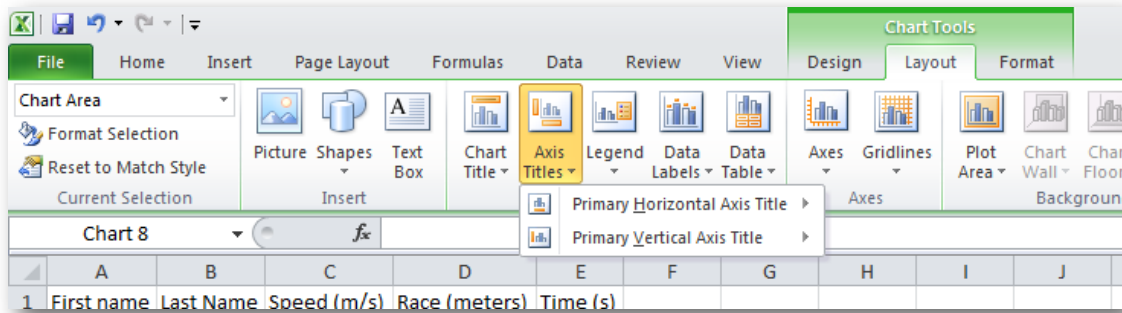 Chart Tools
File Home Insert Page Layout Formulas Data Review View Design Layout Format
Chart Area
Format Selection
Reset to Match Style
Current Selection
Picture Shapes Text Box
Insert
Chart Title Axis Titles Legend Data Labels Data Table
Axes Gridlines
Axes
Plot Area Chart Wall Char Floor
Backgroun
Primary Horizontal Axis Title
Primary Vertical Axis Title
Chart 8 fx
A B C D E F G H I J
1 First name Last Name Speed (m/s) Race (meters) Time (s)